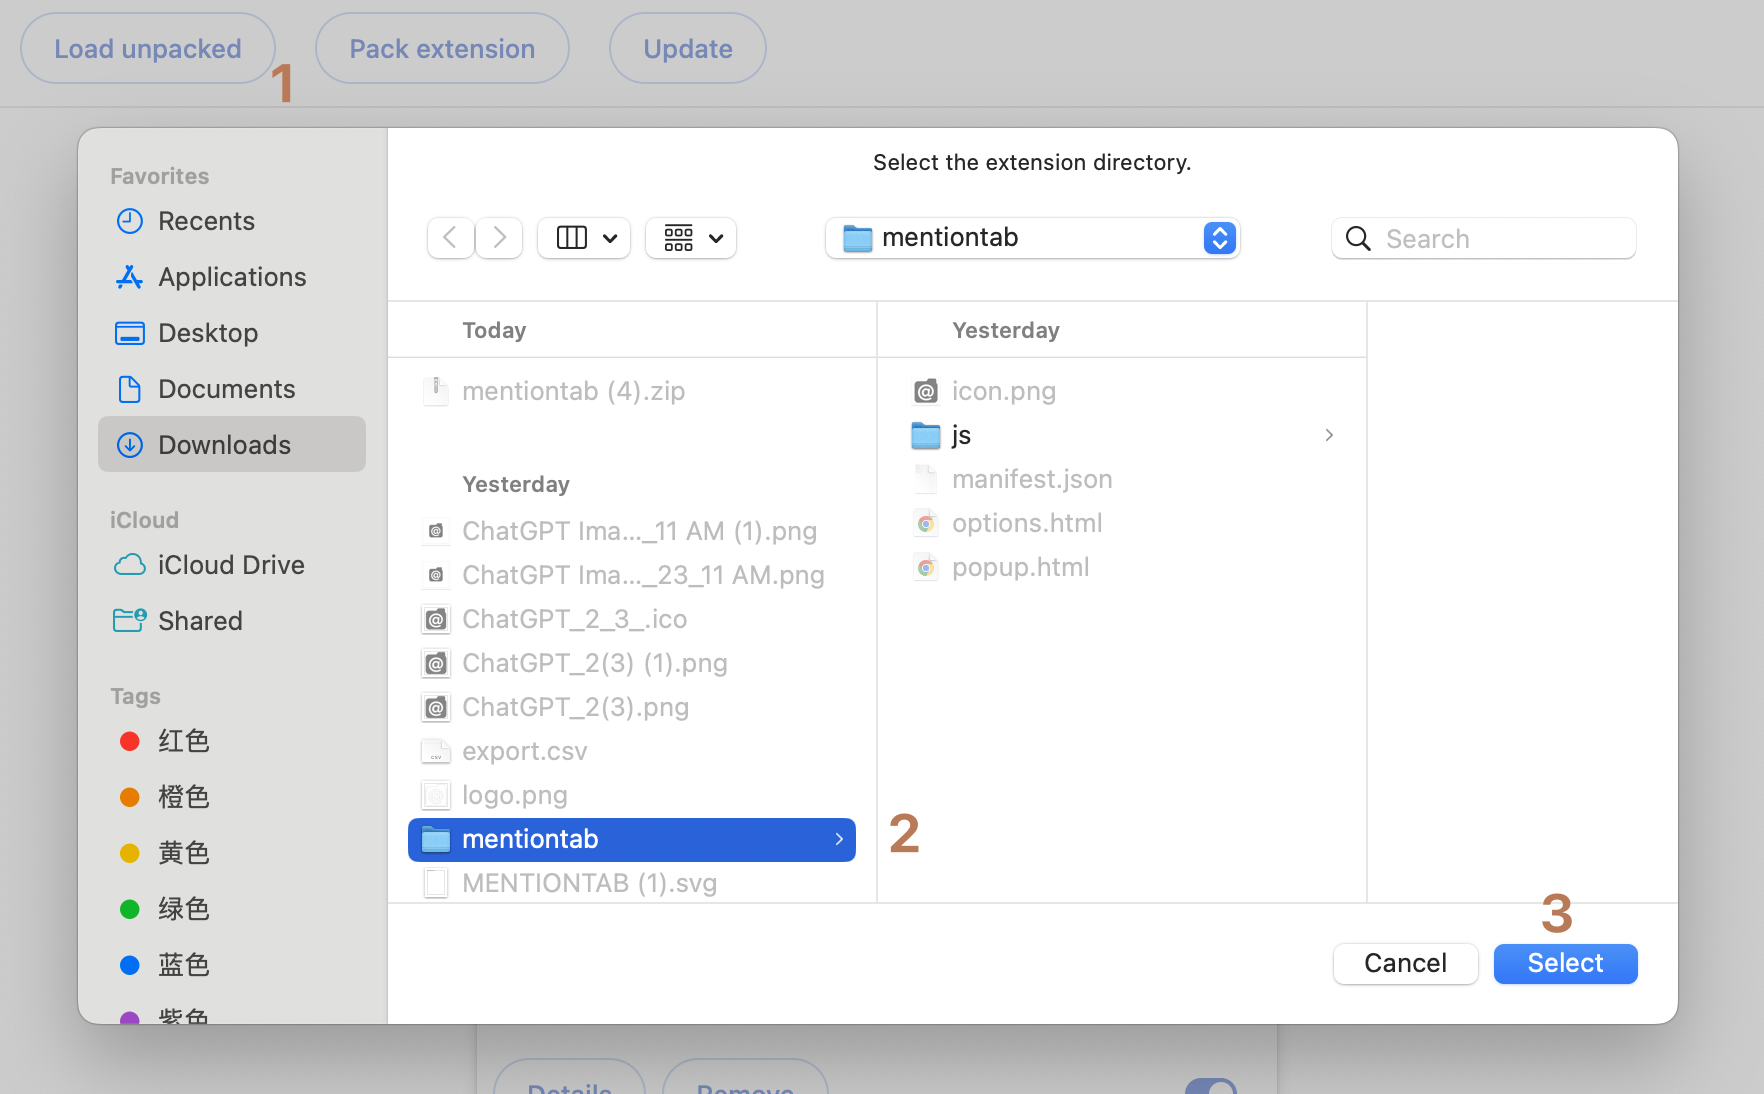 Load unpacked
Pack extension
Update
1
Select the extension directory.
Favorites
Recents
Applications
Desktop
Documents
Downloads
iCloud
iCloud Drive
Shared
Tags
红色
橙色
黄色
绿色
蓝色
紫色
mentiontab
Search
Today
mentiontab (4).zip
Yesterday
ChatGPT Ima..._11 AM (1).png
ChatGPT Ima..._23_11 AM.png
ChatGPT_2_3_.ico
ChatGPT_2(3) (1).png
ChatGPT_2(3).png
export.csv
logo.png
mentiontab
MENTIONTAB (1).svg
2
Yesterday
icon.png
js
manifest.json
options.html
popup.html
3
Cancel
Select
Details
Remove